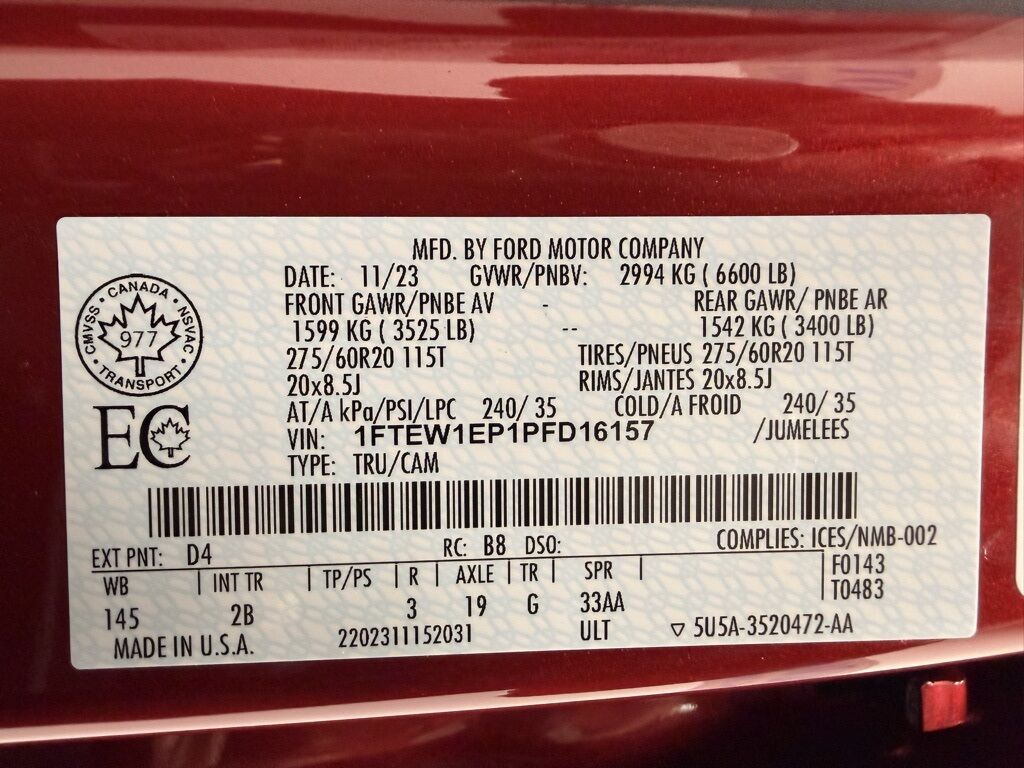 MFD. BY FORD MOTOR COMPANY
DATE: 11/23 GVWR/PNBV: 2994 KG ( 6600 LB)
FRONT GAWR/PNBE AV - REAR GAWR/ PNBE AR
1599 KG ( 3525 LB) -- 1542 KG ( 3400 LB)
275/60R20 115T TIRES/PNEUS 275/60R20 115T
20x8.5J RIMS/JANTES 20x8.5J
AT/A kPa/PSI/LPC 240/ 35 COLD/A FROID 240/ 35
VIN: 1FTEW1EP1PFD16157 /JUMELEES
TYPE: TRU/CAM
CANADA
CMVSS • NSVAC
977
TRANSPORT
EC
COMPLIES: ICES/NMB-002
EXT PNT: D4 RC: B8 DSO:
F0143
T0483
WB INT TR TP/PS R AXLE TR SPR
145 2B 3 19 G 33AA
MADE IN U.S.A. 2202311152031 ULT ▽ 5U5A-3520472-AA